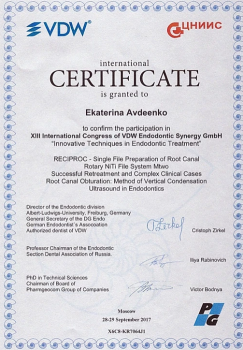 VDW®
ЦНИИС
international
CERTIFICATE
is granted to
Ekaterina Avdeenko
to confirm the participation in
XIII International Congress of VDW Endodontic Synergy GmbH
"Innovative Techniques in Endodontic Treatment"
RECIPROC - Single File Preparation of Root Canal
Rotary NiTi File System Mtwo
Successful Retreatment and Complex Clinical Cases
Root Canal Obturation: Method of Vertical Condensation
Ultrasound in Endodontics
Director of the Endodontic division
Albert-Ludwigs-University, Freiburg, Germany
General Secretary of the DG Endo
German Endodontist's Association
Authorized dentist of VDW
Cristoph Zirkel
Professor Chairman of the Endodontic
Section Dental Association of Russia.
Iliya Rabinovich
PhD in Technical Sciences
Chairman of Board of
Pharmgeocom Group of Companies
Victor Bodnya
Moscow
28-29 September 2017